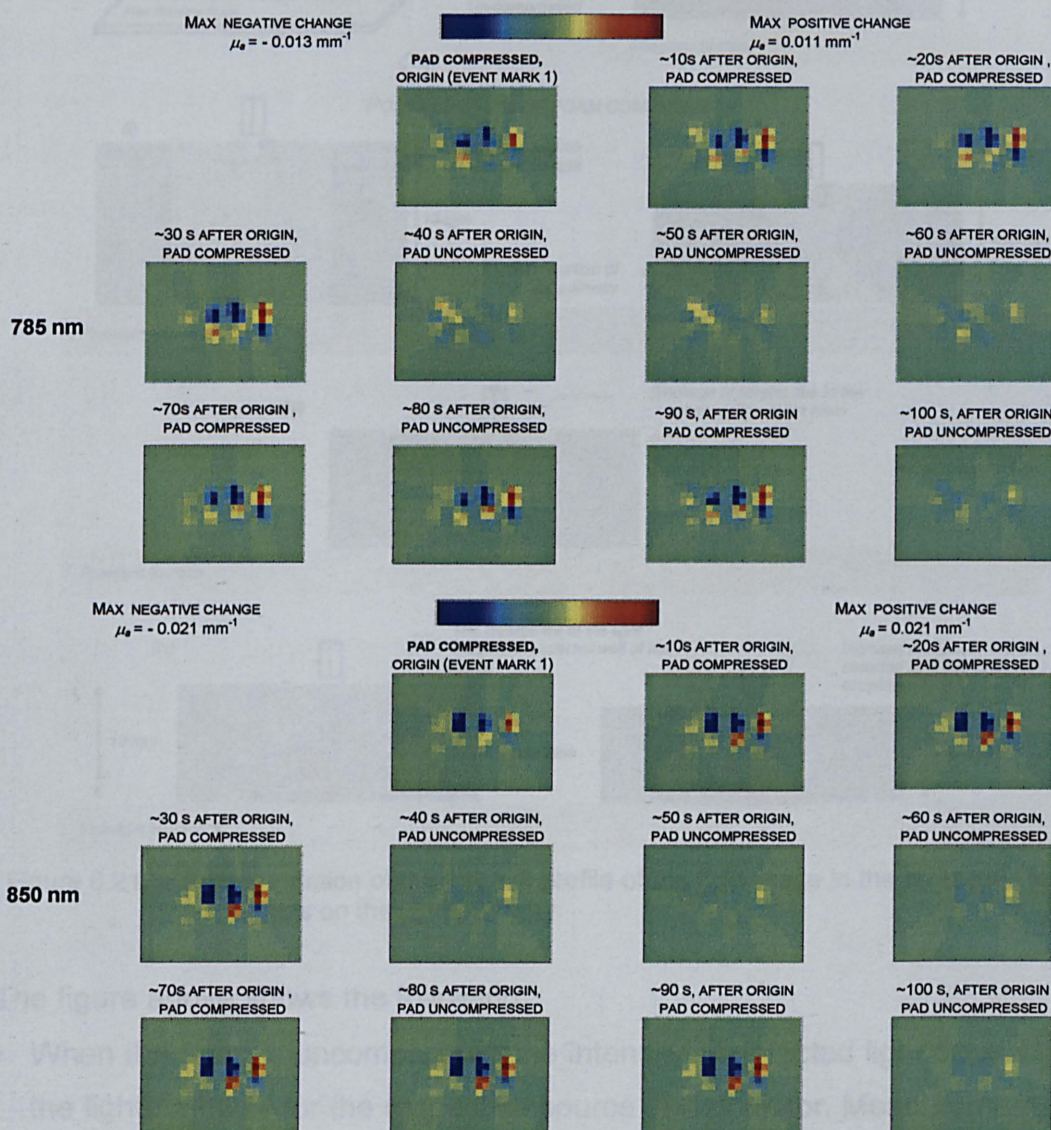 MAX NEGATIVE CHANGE
μa = - 0.013 mm-1
MAX POSITIVE CHANGE
μa = 0.011 mm-1
PAD COMPRESSED,
ORIGIN (EVENT MARK 1)
~10S AFTER ORIGIN,
PAD COMPRESSED
~20S AFTER ORIGIN ,
PAD COMPRESSED
785 nm
~30 S AFTER ORIGIN,
PAD COMPRESSED
~40 S AFTER ORIGIN,
PAD UNCOMPRESSED
~50 S AFTER ORIGIN,
PAD UNCOMPRESSED
~60 S AFTER ORIGIN,
PAD UNCOMPRESSED
~70S AFTER ORIGIN ,
PAD COMPRESSED
~80 S AFTER ORIGIN,
PAD UNCOMPRESSED
~90 S, AFTER ORIGIN
PAD COMPRESSED
~100 S, AFTER ORIGIN
PAD UNCOMPRESSED
MAX NEGATIVE CHANGE
μa = - 0.021 mm-1
MAX POSITIVE CHANGE
μa = 0.021 mm-1
PAD COMPRESSED,
ORIGIN (EVENT MARK 1)
~10S AFTER ORIGIN,
PAD COMPRESSED
~20S AFTER ORIGIN ,
PAD COMPRESSED
850 nm
~30 S AFTER ORIGIN,
PAD COMPRESSED
~40 S AFTER ORIGIN,
PAD UNCOMPRESSED
~50 S AFTER ORIGIN,
PAD UNCOMPRESSED
~60 S AFTER ORIGIN,
PAD UNCOMPRESSED
~70S AFTER ORIGIN ,
PAD COMPRESSED
~80 S AFTER ORIGIN,
PAD UNCOMPRESSED
~90 S, AFTER ORIGIN
PAD COMPRESSED
~100 S, AFTER ORIGIN
PAD UNCOMPRESSED
The figure
When
the light